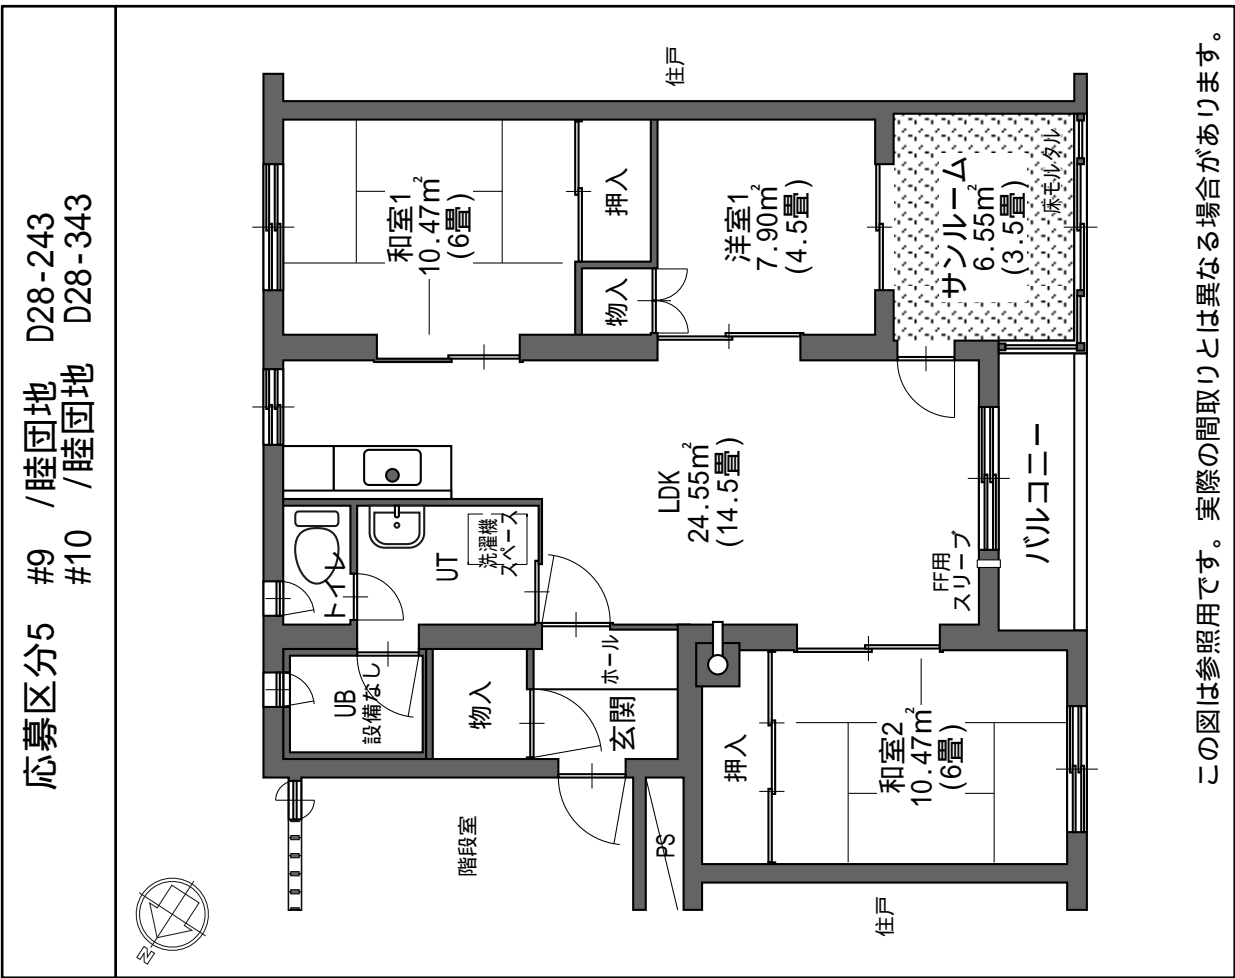 応募区分5 #9 /睦団地 D28-243
#10 /睦団地 D28-343
住戸
和室1
10.47㎡
(6畳)
押入
物入
洋室1
7.90㎡
(4.5畳)
サンルーム
6.55㎡
(3.5畳)
床モルタル
LDK
24.55㎡
(14.5畳)
バルコニー
FF用
スリーブ
トイレ
UT
洗濯機
スペース
UB
設備なし
物入
ホール
玄関
押入
和室2
10.47㎡
(6畳)
階段室
PS
住戸
N
この図は参照用です。実際の間取りとは異なる場合があります。